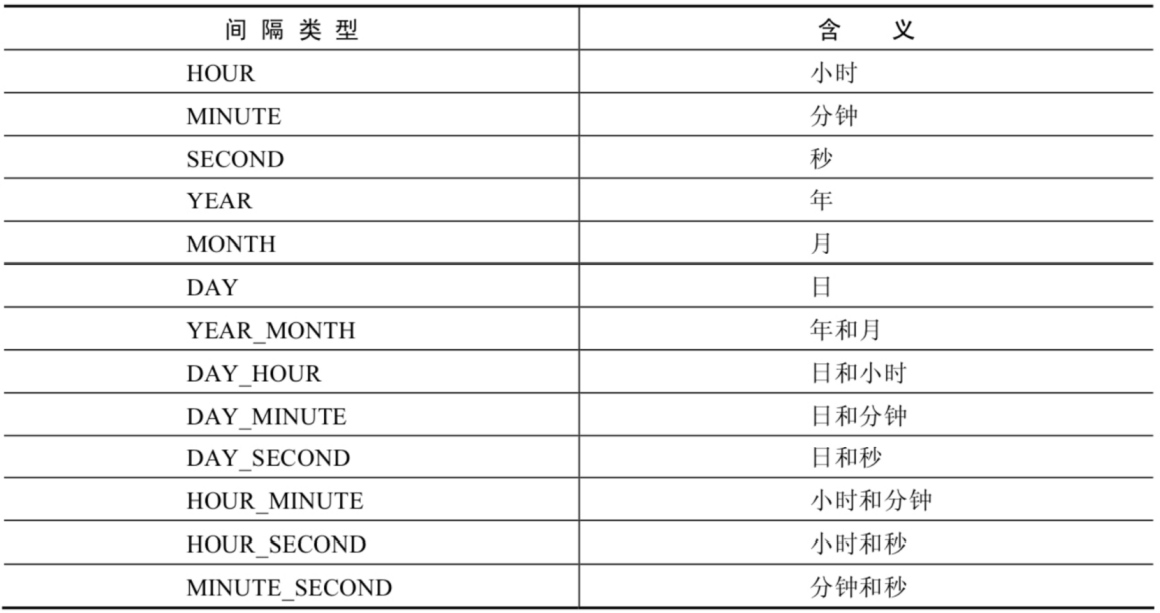 间隔类型 含义
HOUR 小时
MINUTE 分钟
SECOND 秒
YEAR 年
MONTH 月
DAY 日
YEAR_MONTH 年和月
DAY_HOUR 日和小时
DAY_MINUTE 日和分钟
DAY_SECOND 日和秒
HOUR_MINUTE 小时和分钟
HOUR_SECOND 小时和秒
MINUTE_SECOND 分钟和秒